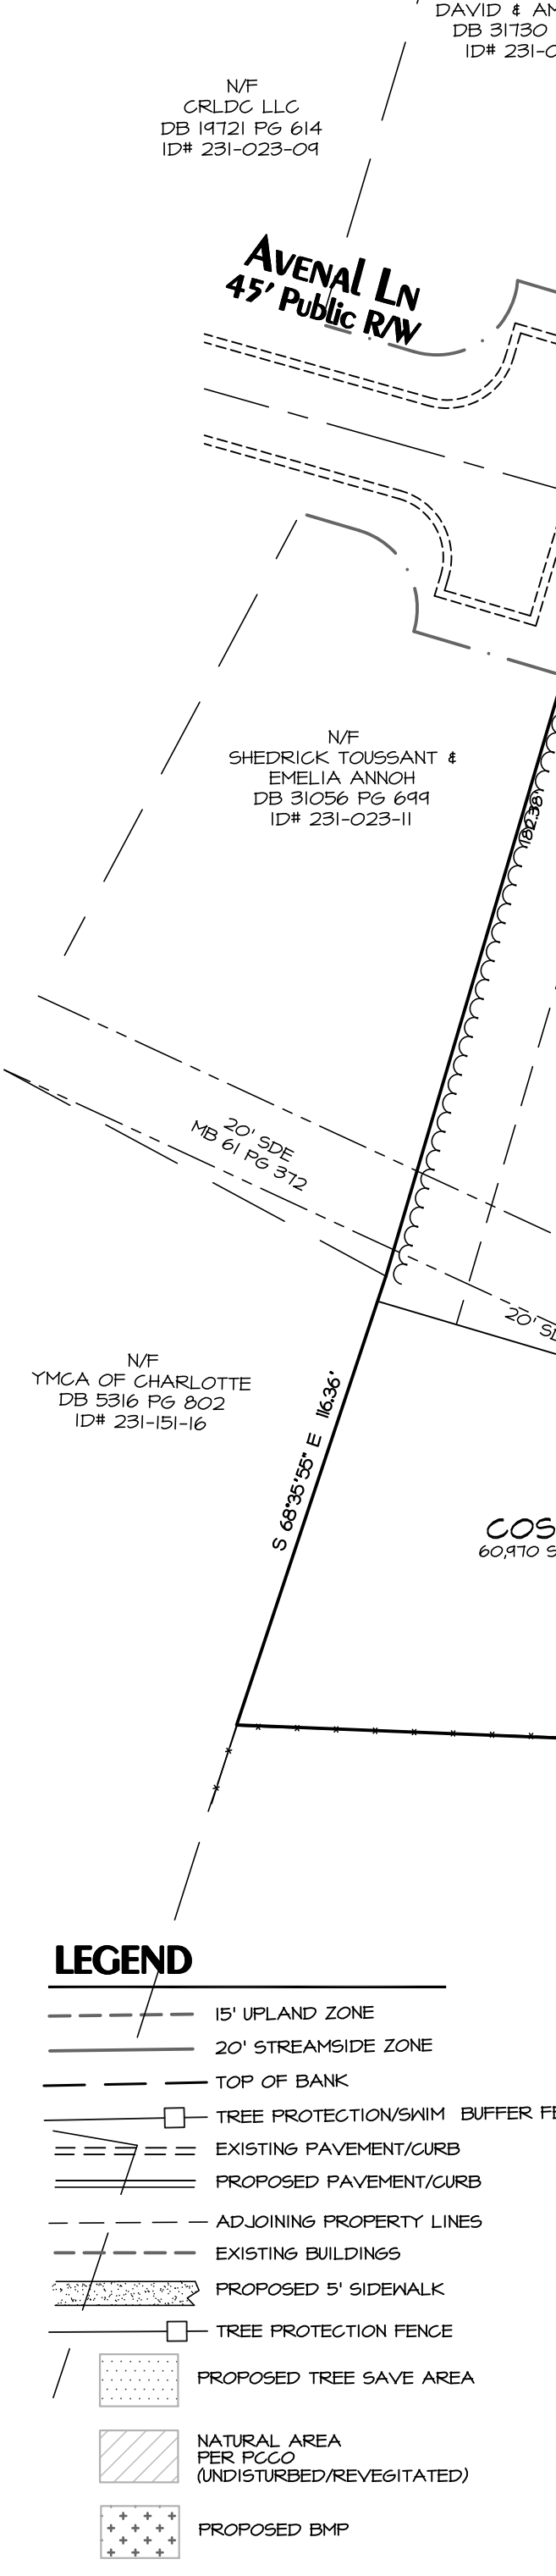 DAVID & AM
DB 31730
ID# 231-0
N/F
CRLDC LLC
DB 19721 PG 614
ID# 231-023-09
Avenal Ln
45' Public R/W
N/F
SHEDRICK TOUSSANT &
EMELIA ANNOH
DB 31056 PG 699
ID# 231-023-11
182.38'
20' SDE
MB 61 PG 372
20' SD
N/F
YMCA OF CHARLOTTE
DB 5316 PG 802
ID# 231-151-16
S 68°35'55" E 116.36'
COS
60,970 S
LEGEND
15' UPLAND ZONE
20' STREAMSIDE ZONE
TOP OF BANK
TREE PROTECTION/SWIM BUFFER FE
EXISTING PAVEMENT/CURB
PROPOSED PAVEMENT/CURB
ADJOINING PROPERTY LINES
EXISTING BUILDINGS
PROPOSED 5' SIDEWALK
TREE PROTECTION FENCE
PROPOSED TREE SAVE AREA
NATURAL AREA
PER PCCO
(UNDISTURBED/REVEGITATED)
PROPOSED BMP